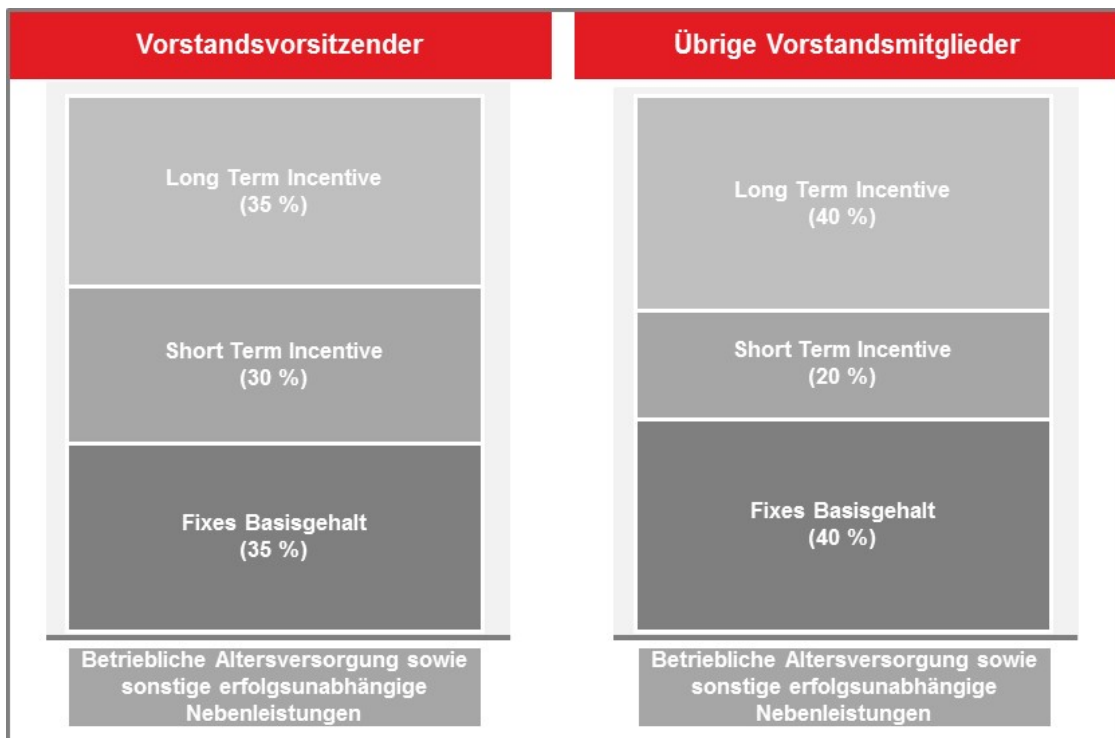 Vorstandsvorsitzender
Long Term Incentive
(35 %)
Short Term Incentive
(30 %)
Fixes Basisgehalt
(35 %)
Betriebliche Altersversorgung sowie
sonstige erfolgsunabhängige
Nebenleistungen
Übrige Vorstandsmitglieder
Long Term Incentive
(40 %)
Short Term Incentive
(20 %)
Fixes Basisgehalt
(40 %)
Betriebliche Altersversorgung sowie
sonstige erfolgsunabhängige
Nebenleistungen